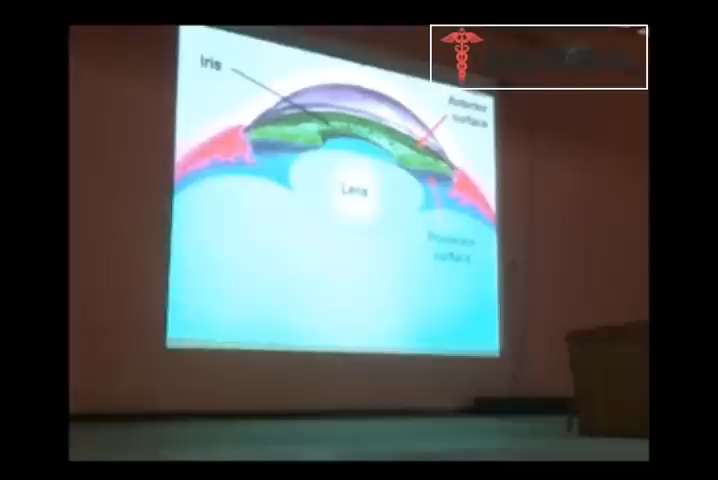 Iris
Anterior
surface
Lens
Posterior
surface